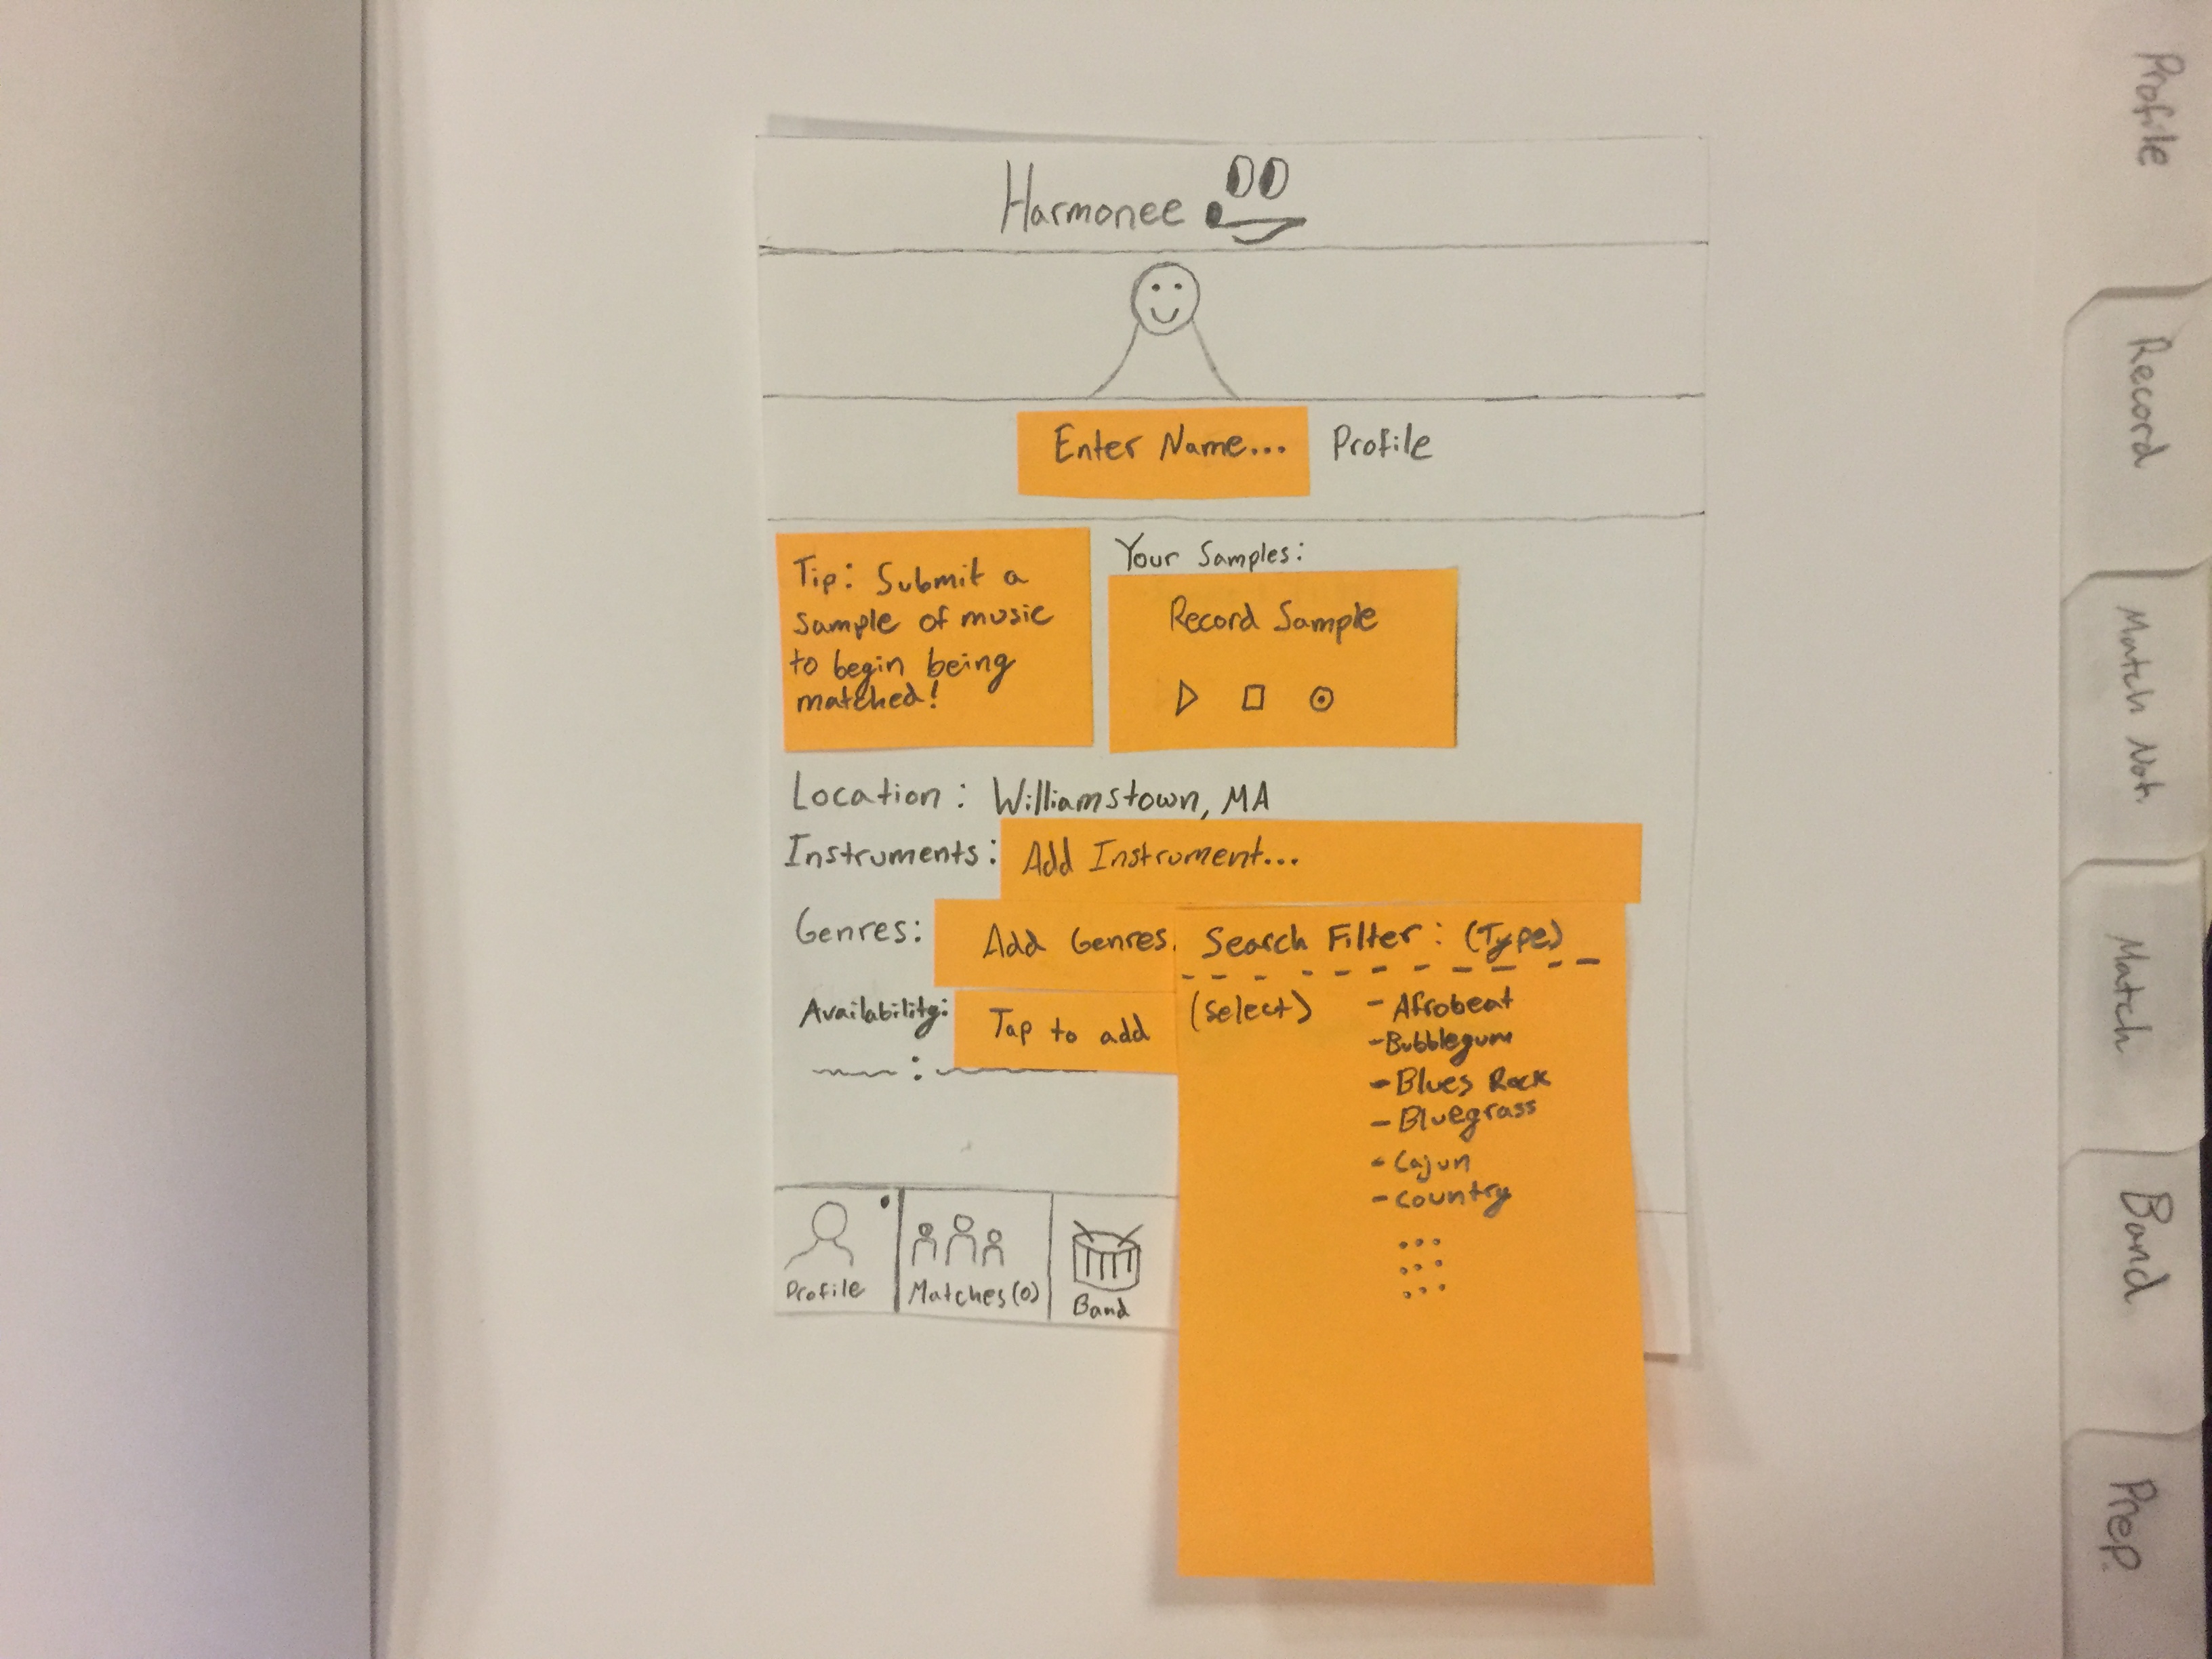 Harmonee
Enter Name... Profile
Tip: Submit a
sample of music
to begin being
matched!
Your Samples:
Record Sample
Location: Williamstown, MA
Instruments: Add Instrument...
Genres: Add Genres.
Search Filter: (Type)
(select)
- Afrobeat
- Bubblegum
- Blues Rock
- Bluegrass
- Cajun
- Country
Availability: Tap to add
Profile
Matches(0)
Band
Profile
Record
Match Not
Match
Band
Prep